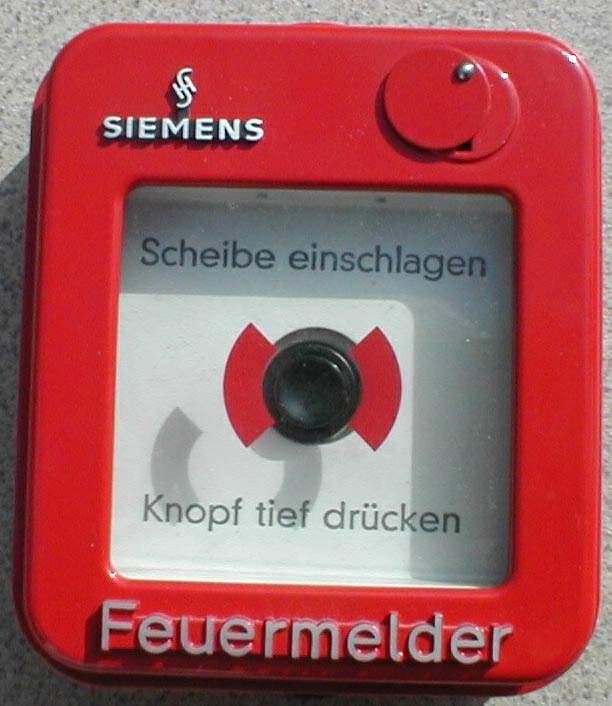 SIEMENS
Scheibe einschlagen
Knopf tief drücken
Feuermelder